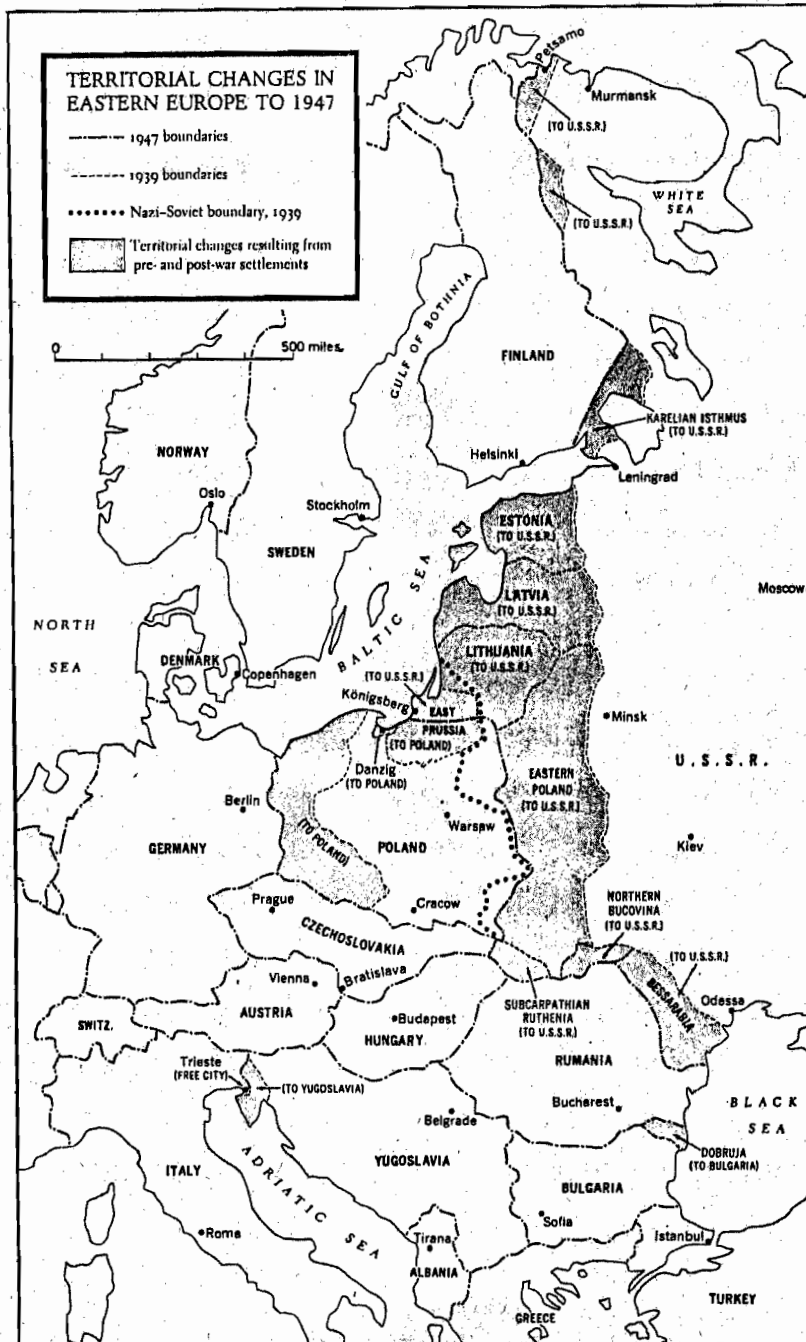 TERRITORIAL CHANGES IN
EASTERN EUROPE TO 1947
1947 boundaries
1939 boundaries
Nazi–Soviet boundary, 1939
Territorial changes resulting from
pre- and post-war settlements
0
500 miles
Petsamo
(TO U.S.S.R.)
Murmansk
(TO U.S.S.R.)
WHITE
SEA
GULF OF BOTHNIA
FINLAND
KARELIAN ISTHMUS
(TO U.S.S.R.)
NORWAY
Helsinki
Leningrad
Oslo
Stockholm
SWEDEN
ESTONIA
(TO U.S.S.R.)
BALTIC SEA
LATVIA
(TO U.S.S.R.)
Moscow
NORTH
SEA
DENMARK
Copenhagen
LITHUANIA
(TO U.S.S.R.)
(TO U.S.S.R.)
Königsberg
EAST
PRUSSIA
(TO POLAND)
Minsk
Danzig
(TO POLAND)
U.S.S.R.
EASTERN
POLAND
(TO U.S.S.R.)
Berlin
Warsaw
(TO POLAND)
GERMANY
POLAND
Kiev
Prague
Cracow
NORTHERN
BUCOVINA
(TO U.S.S.R.)
CZECHOSLOVAKIA
(TO U.S.S.R.)
BESSARABIA
Vienna
Bratislava
Odessa
AUSTRIA
SUBCARPATHIAN
RUTHENIA
(TO U.S.S.R.)
SWITZ.
Budapest
HUNGARY
RUMANIA
Trieste
(FREE CITY)
(TO YUGOSLAVIA)
Bucharest
BLACK
SEA
Belgrade
DOBRUJA
(TO BULGARIA)
ITALY
ADRIATIC SEA
YUGOSLAVIA
BULGARIA
Sofia
Roma
Tirana
Istanbul
ALBANIA
TURKEY
GREECE